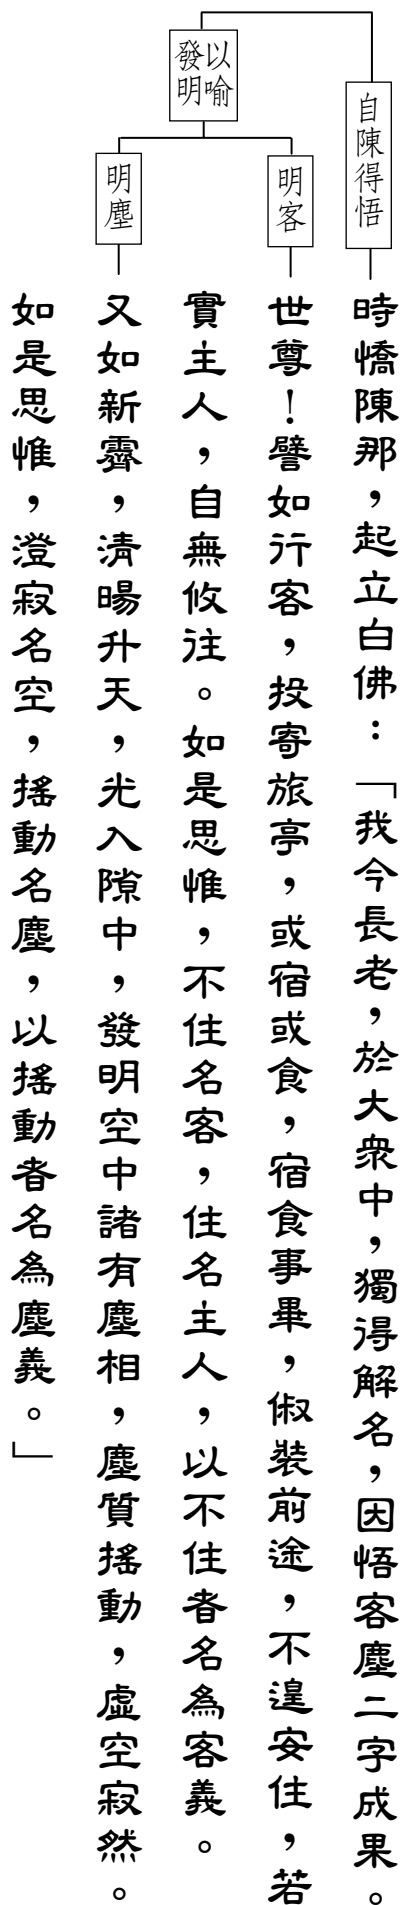 自陳得悟
以喻
發明
明客
明塵
時憍陳那，起立白佛：「我今長老，於大衆中，獨得解名，因悟客塵二字成果。
世尊！譬如行客，投寄旅亭，或宿或食，宿食事畢，俶裝前途，不遑安住，若
實主人，自無攸往。如是思惟，不住名客，住名主人，以不住者名為客義。
又如新霽，清暘升天，光入隙中，發明空中諸有塵相，塵質搖動，虛空寂然。
如是思惟，澄寂名空，搖動名塵，以搖動者名為塵義。」